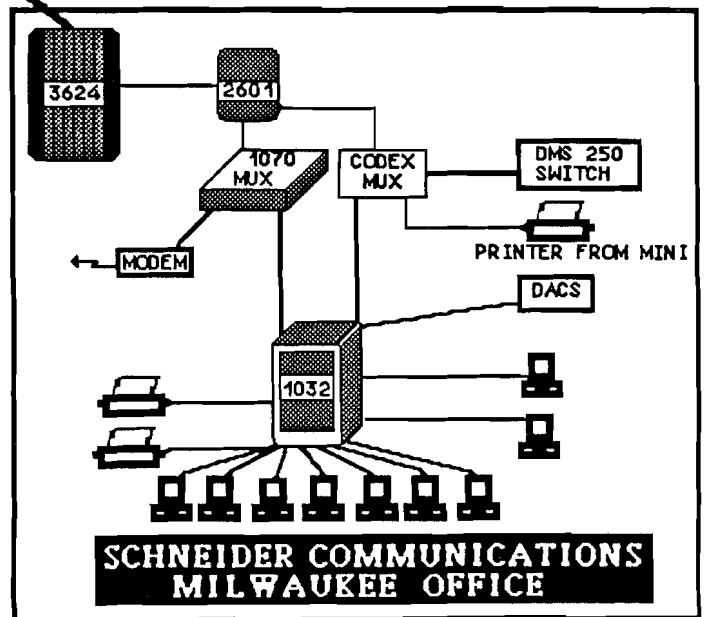 3624
2601
1070
MUX
CODEX
MUX
DMS 250
SWITCH
PRINTER FROM MINI
MODEM
DACS
1032
SCHNEIDER COMMUNICATIONS
MILWAUKEE OFFICE